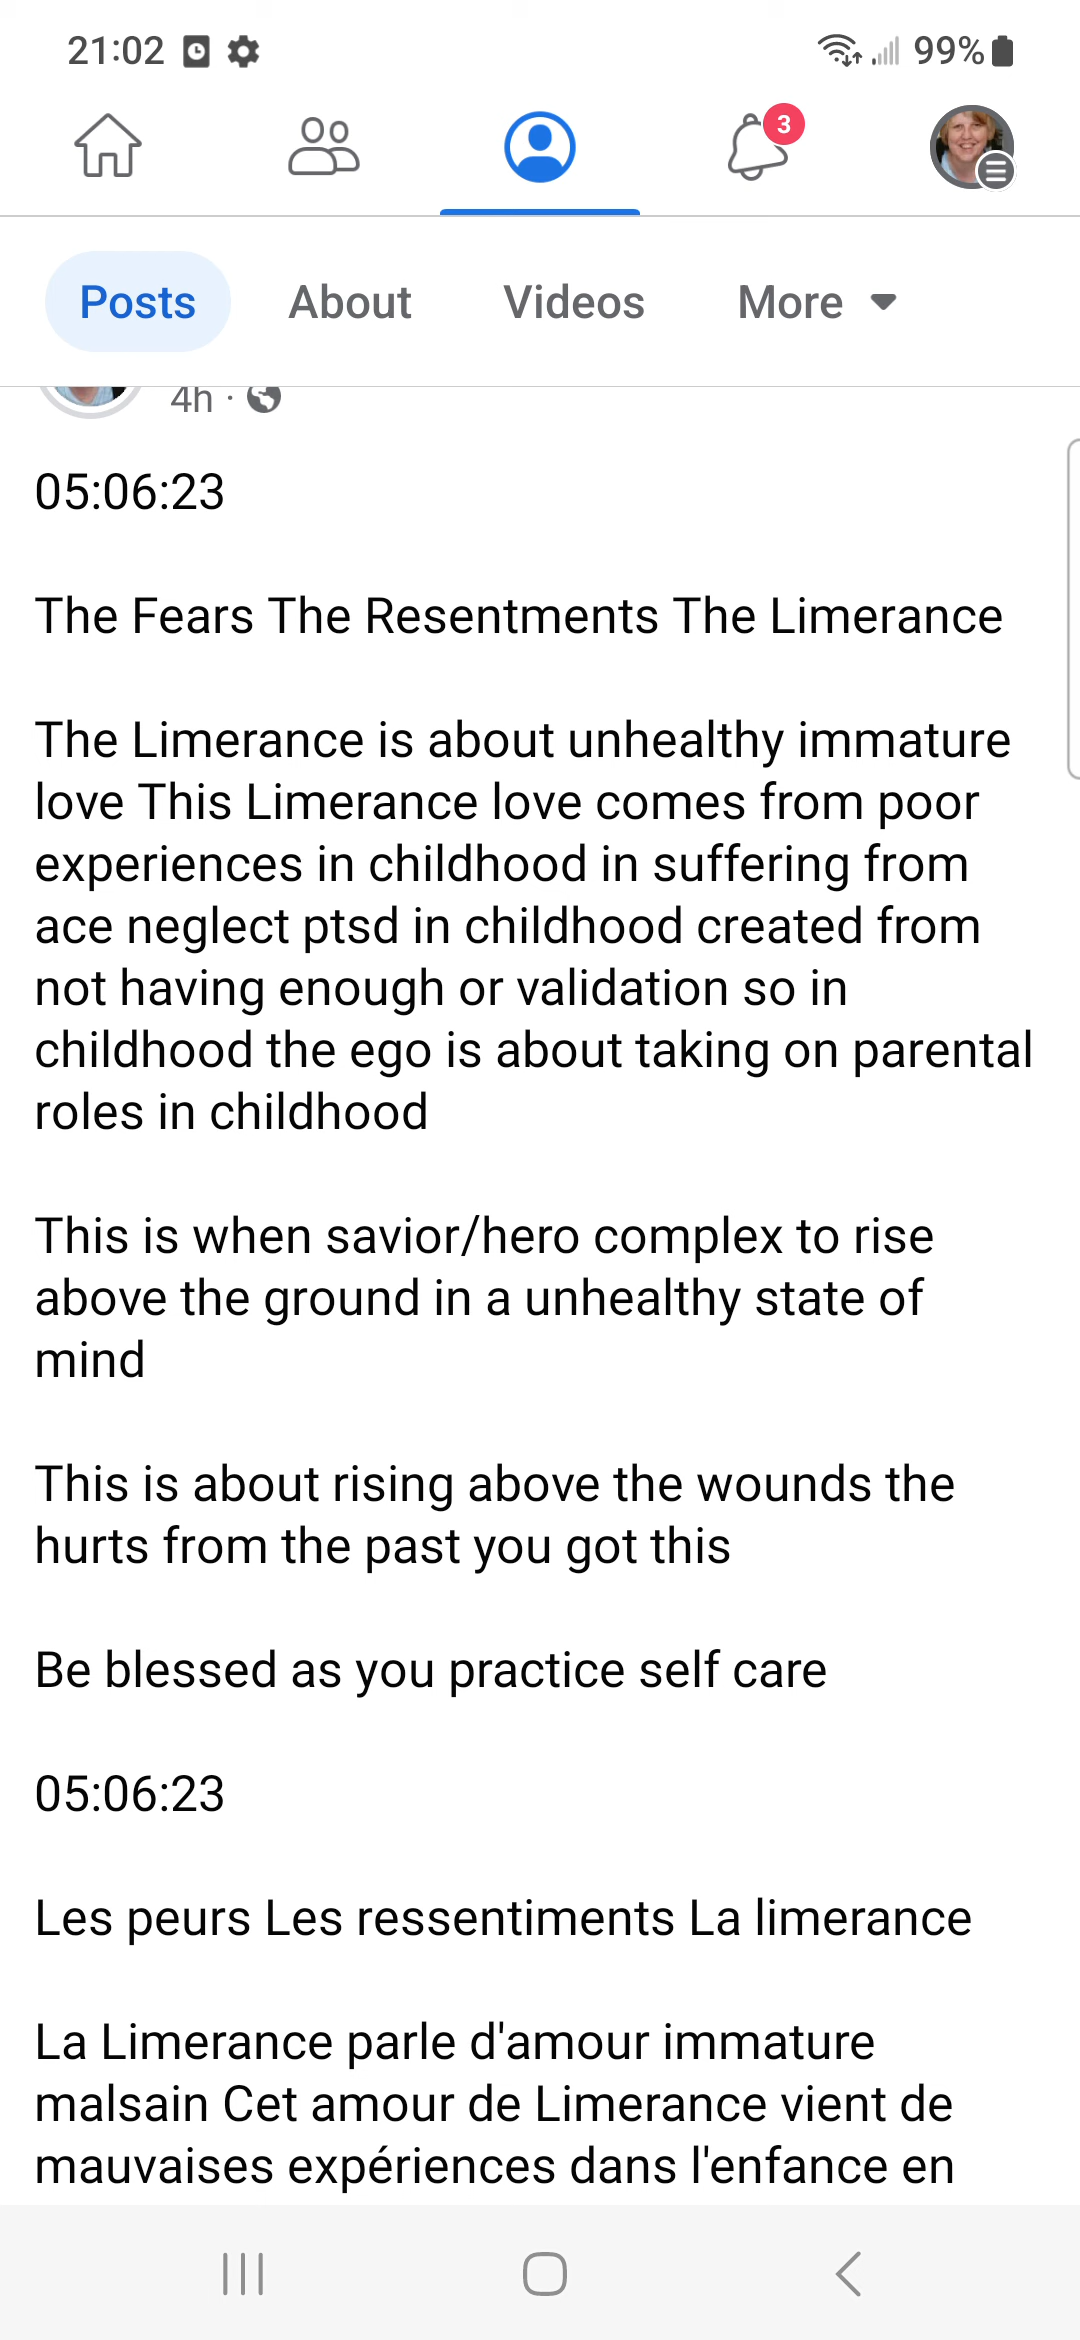 21:02
99%
3
Posts About Videos More
4h ·
05:06:23
The Fears The Resentments The Limerance
The Limerance is about unhealthy immature
love This Limerance love comes from poor
experiences in childhood in suffering from
ace neglect ptsd in childhood created from
not having enough or validation so in
childhood the ego is about taking on parental
roles in childhood
This is when savior/hero complex to rise
above the ground in a unhealthy state of
mind
This is about rising above the wounds the
hurts from the past you got this
Be blessed as you practice self care
05:06:23
Les peurs Les ressentiments La limerance
La Limerance parle d'amour immature
malsain Cet amour de Limerance vient de
mauvaises expériences dans l'enfance en